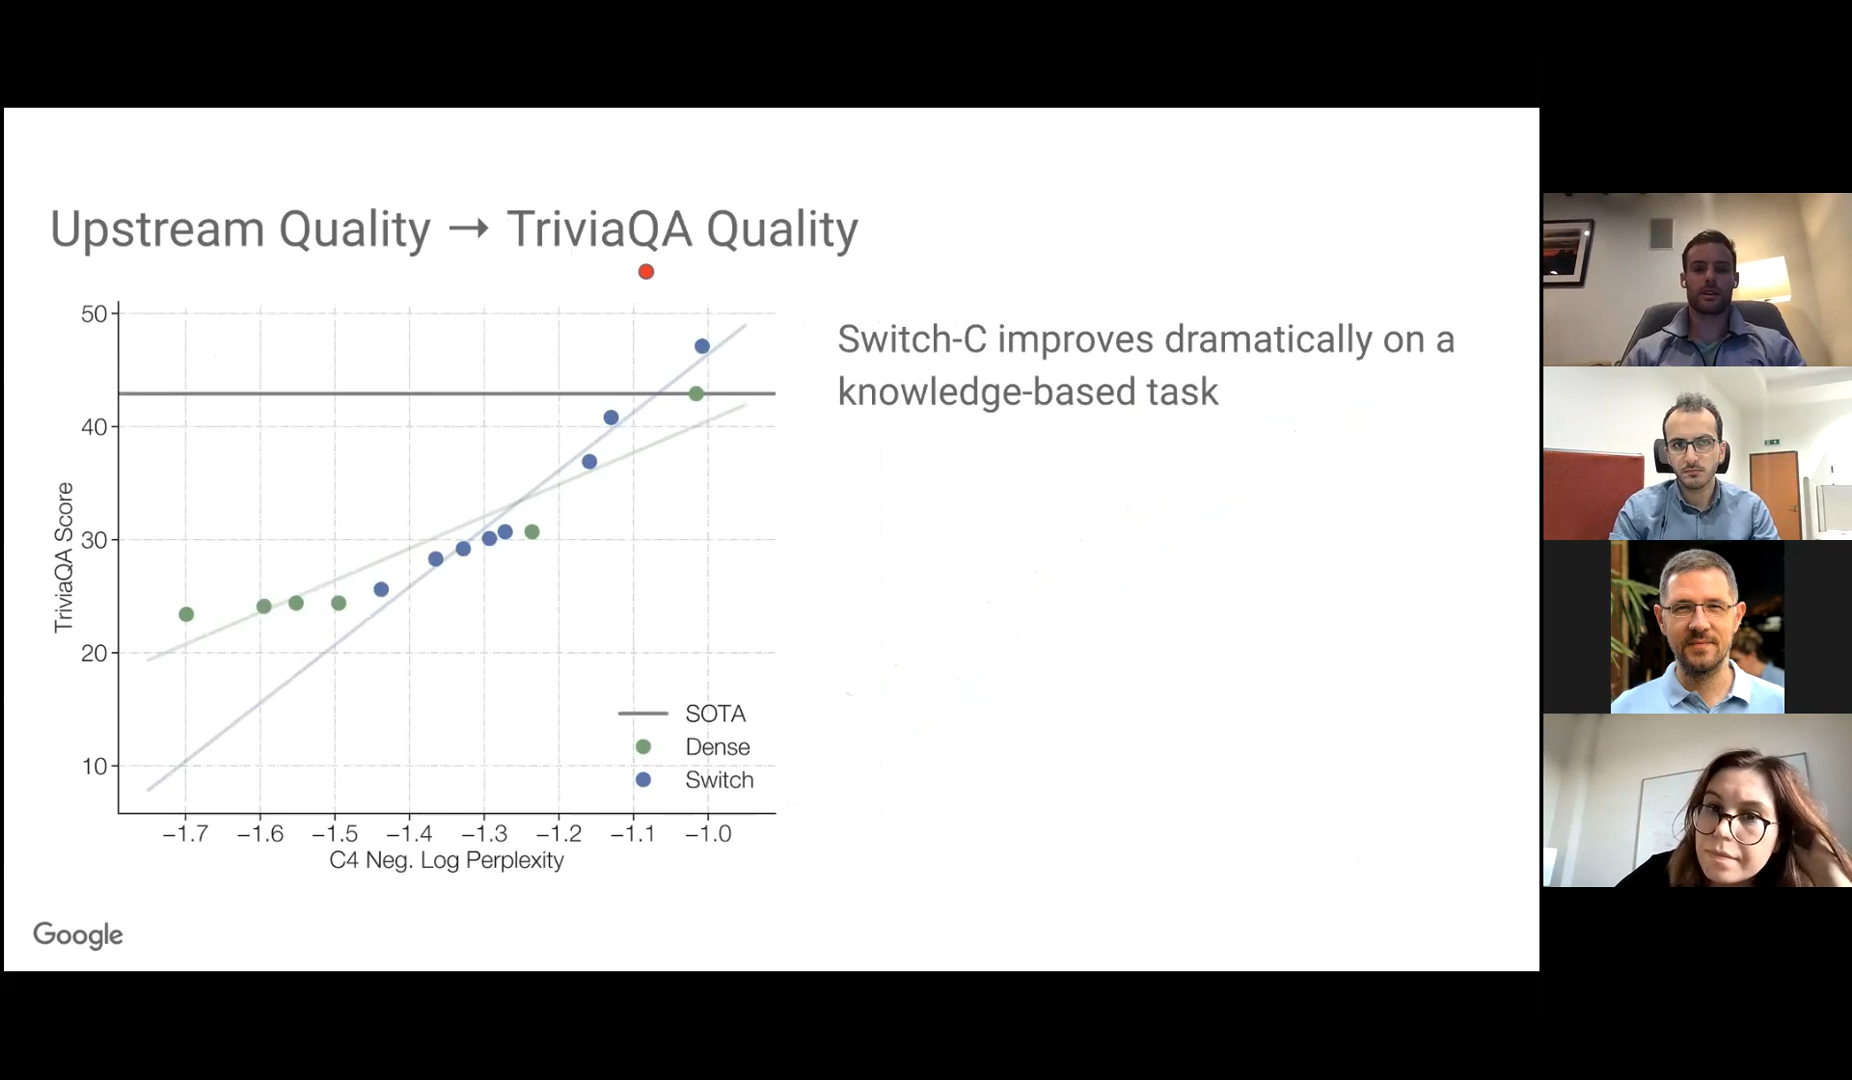 Upstream Quality → TriviaQA Quality
Switch-C improves dramatically on a
knowledge-based task
TriviaQA Score
50
40
30
20
10
SOTA
Dense
Switch
−1.7 −1.6 −1.5 −1.4 −1.3 −1.2 −1.1 −1.0
C4 Neg. Log Perplexity
Google